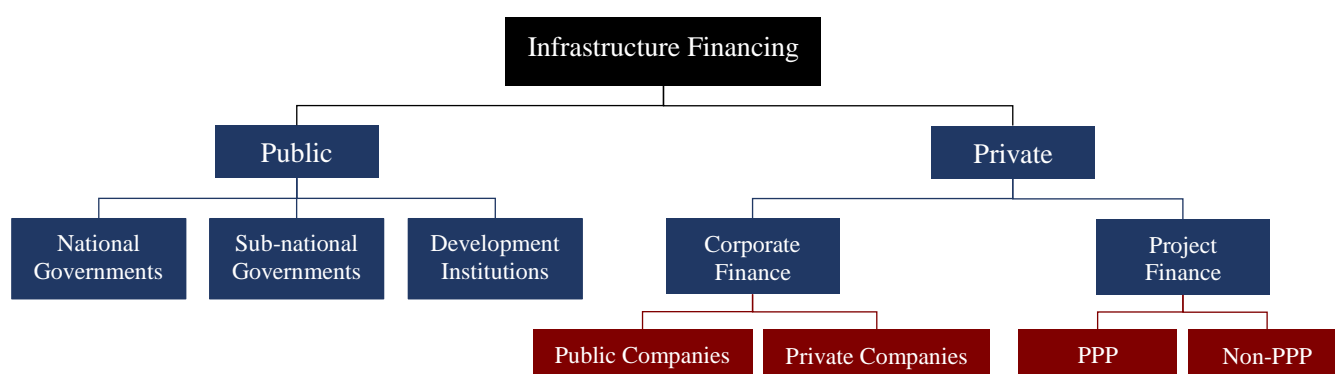 Infrastructure Financing
Public
Private
National
Governments
Sub-national
Governments
Development
Institutions
Corporate
Finance
Project
Finance
Public Companies
Private Companies
PPP
Non-PPP